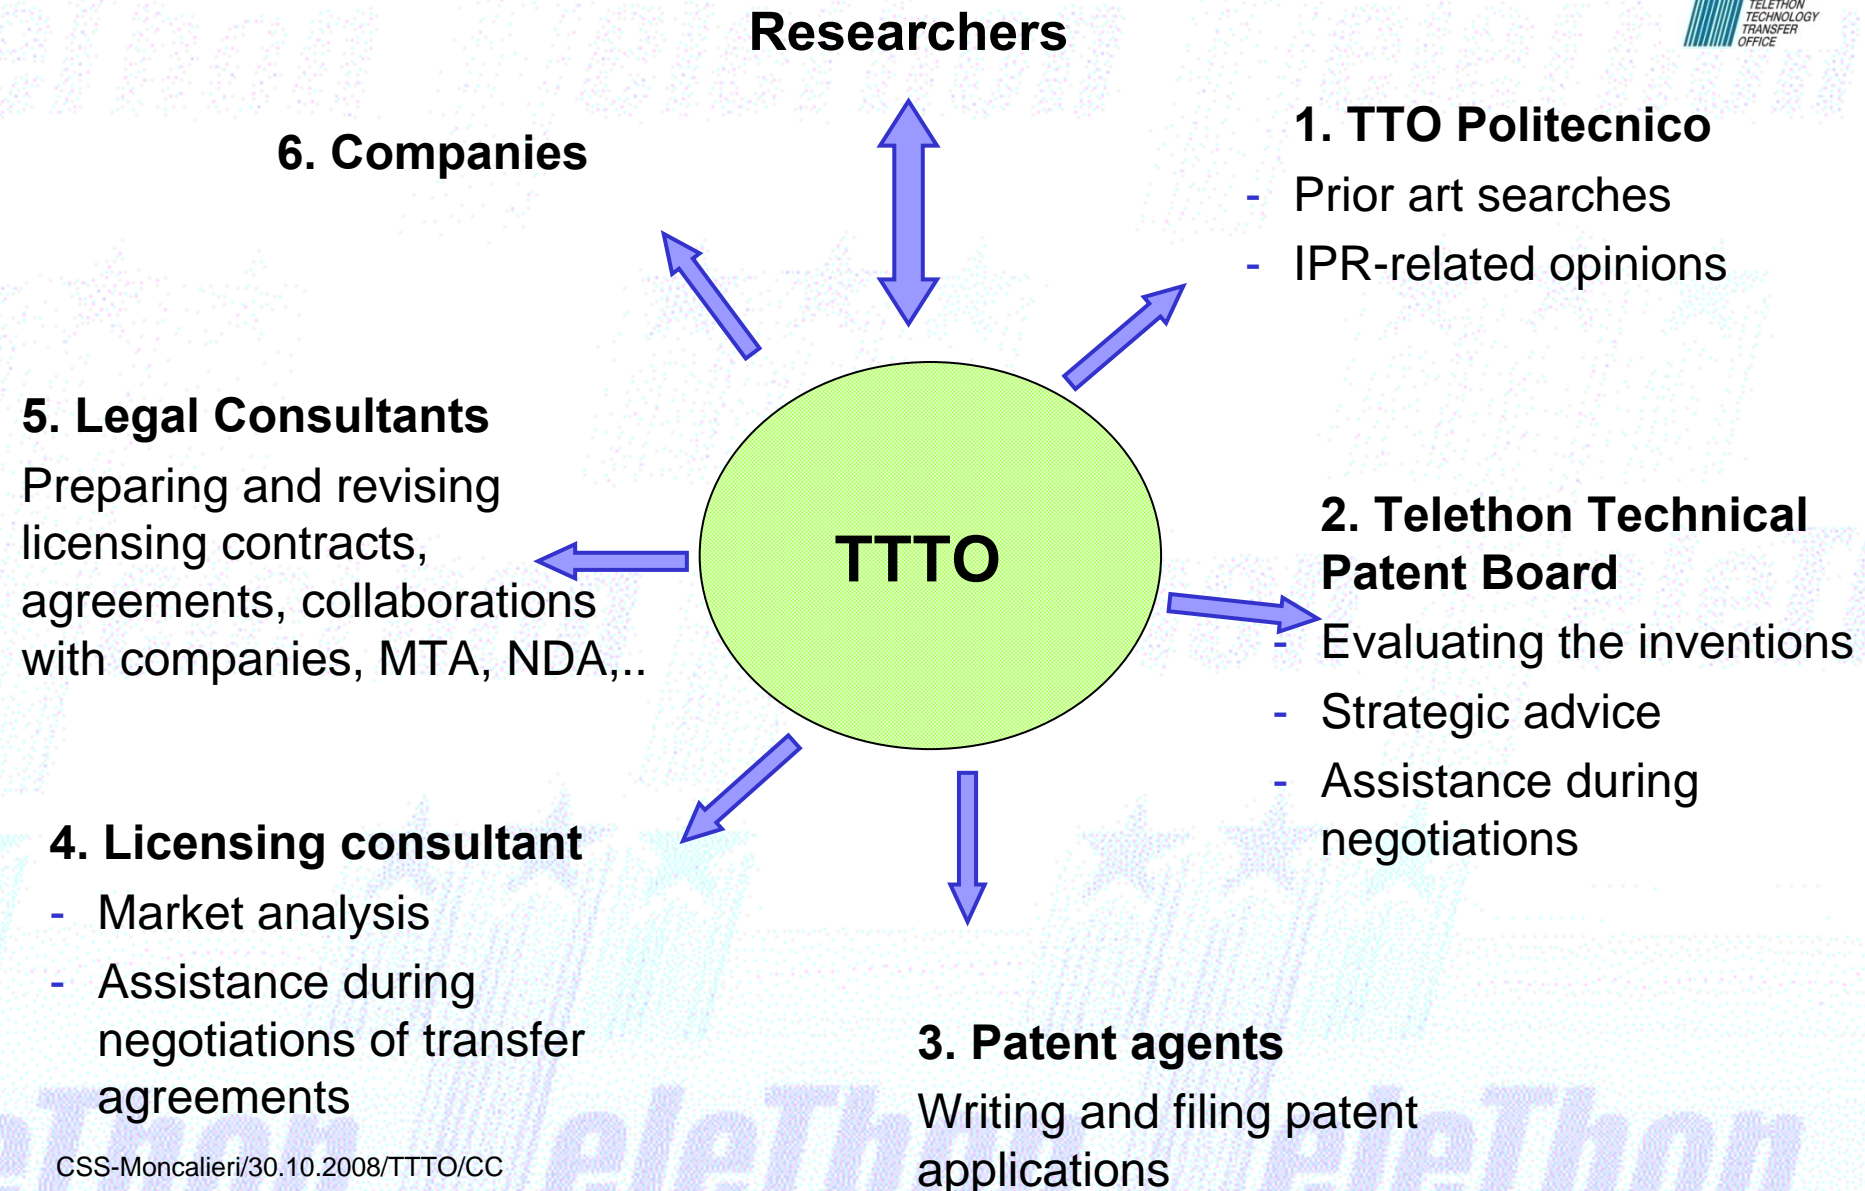 Researchers
TELETHON
TECHNOLOGY
TRANSFER
OFFICE
6. Companies
1. TTO Politecnico
- Prior art searches
- IPR-related opinions
5. Legal Consultants
Preparing and revising
licensing contracts,
agreements, collaborations
with companies, MTA, NDA,..
TTTO
2. Telethon Technical
Patent Board
- Evaluating the inventions
- Strategic advice
- Assistance during
negotiations
4. Licensing consultant
- Market analysis
- Assistance during
negotiations of transfer
agreements
3. Patent agents
Writing and filing patent
applications
CSS-Moncalieri/30.10.2008/TTTO/CC
eleThon